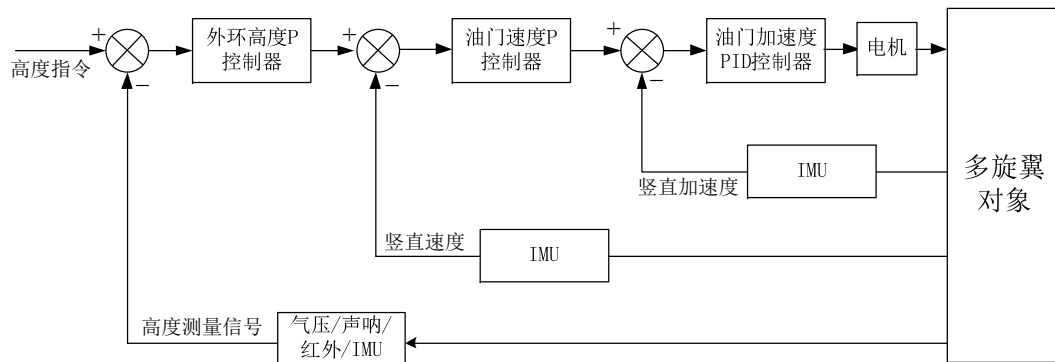 +
高度指令
−
外环高度P
控制器
+
−
油门速度P
控制器
+
−
油门加速度
PID控制器
电机
多旋翼
对象
竖直加速度
IMU
竖直速度
IMU
高度测量信号
气压/声呐/
红外/IMU